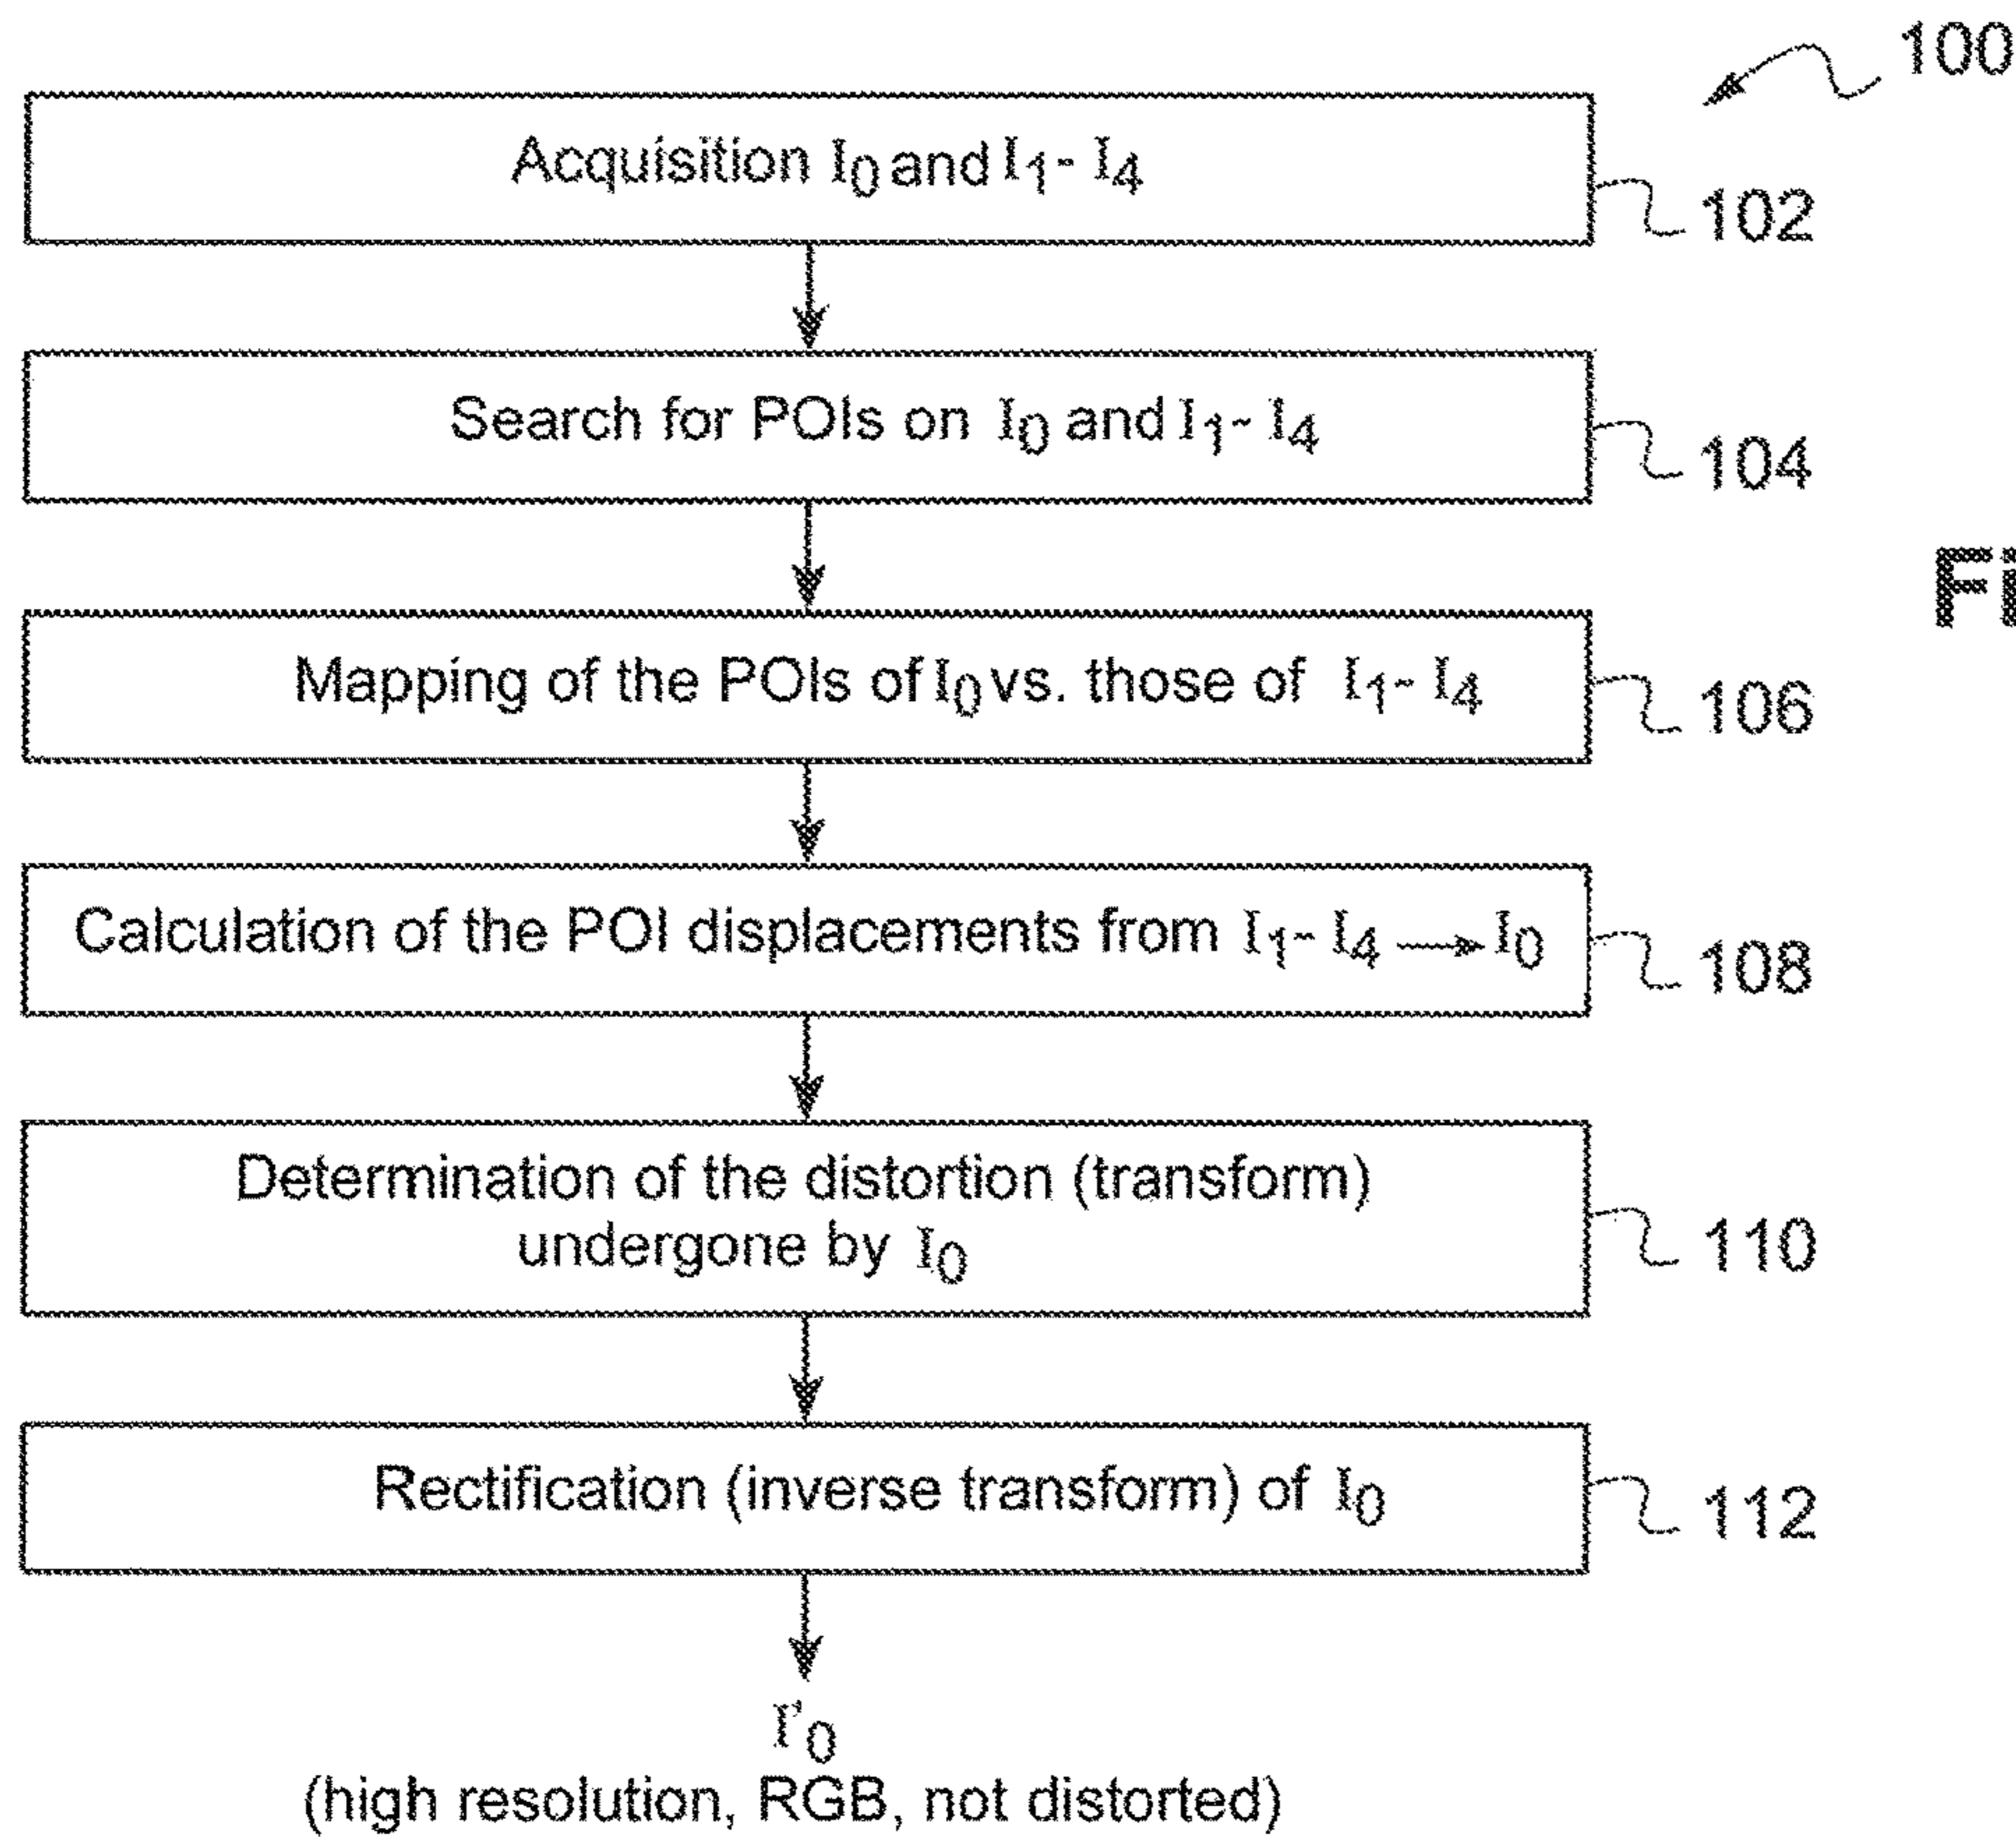 100
Acquisition I₀ and I₁- I₄
102
Search for POIs on I₀ and I₁- I₄
104
Fi
Mapping of the POIs of I₀ vs. those of I₁- I₄
106
Calculation of the POI displacements from I₁- I₄ → I₀
108
Determination of the distortion (transform)
undergone by I₀
110
Rectification (inverse transform) of I₀
112
I'₀
(high resolution, RGB, not distorted)